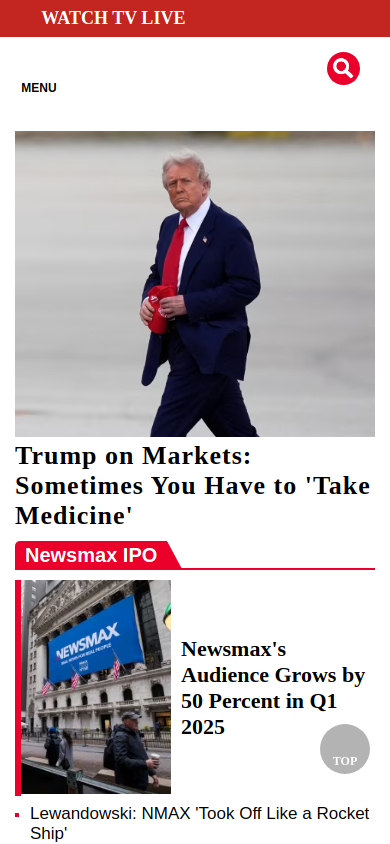 WATCH TV LIVE
MENU
Trump on Markets:
Sometimes You Have to 'Take
Medicine'
Newsmax IPO
NEWSMAX
Newsmax's
Audience Grows by
50 Percent in Q1
2025
TOP
Lewandowski: NMAX 'Took Off Like a Rocket
Ship'